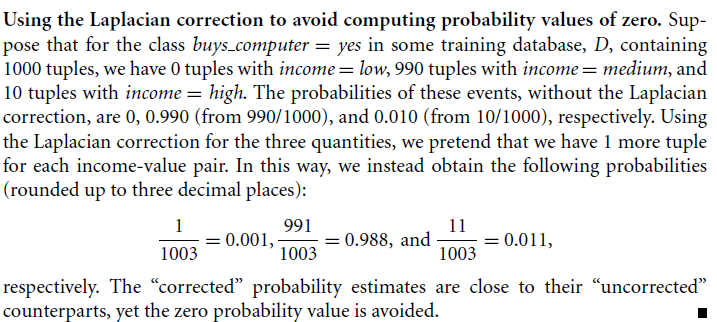 Using the Laplacian correction to avoid computing probability values of zero. Sup-
pose that for the class buys_computer = yes in some training database, D, containing
1000 tuples, we have 0 tuples with income = low, 990 tuples with income = medium, and
10 tuples with income = high. The probabilities of these events, without the Laplacian
correction, are 0, 0.990 (from 990/1000), and 0.010 (from 10/1000), respectively. Using
the Laplacian correction for the three quantities, we pretend that we have 1 more tuple
for each income-value pair. In this way, we instead obtain the following probabilities
(rounded up to three decimal places):
1/1003 = 0.001, 991/1003 = 0.988, and 11/1003 = 0.011,
respectively. The “corrected” probability estimates are close to their “uncorrected”
counterparts, yet the zero probability value is avoided.